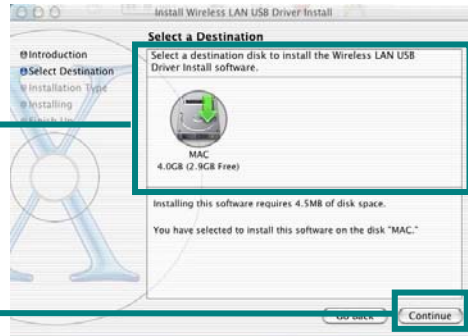 Install Wireless LAN USB Driver Install
Select a Destination
Introduction
Select Destination
Installation Type
Installing
Finish Up
Select a destination disk to install the Wireless LAN USB
Driver Install software.
MAC
4.0GB (2.9GB Free)
Installing this software requires 4.5MB of disk space.
You have selected to install this software on the disk "MAC."
Go Back
Continue